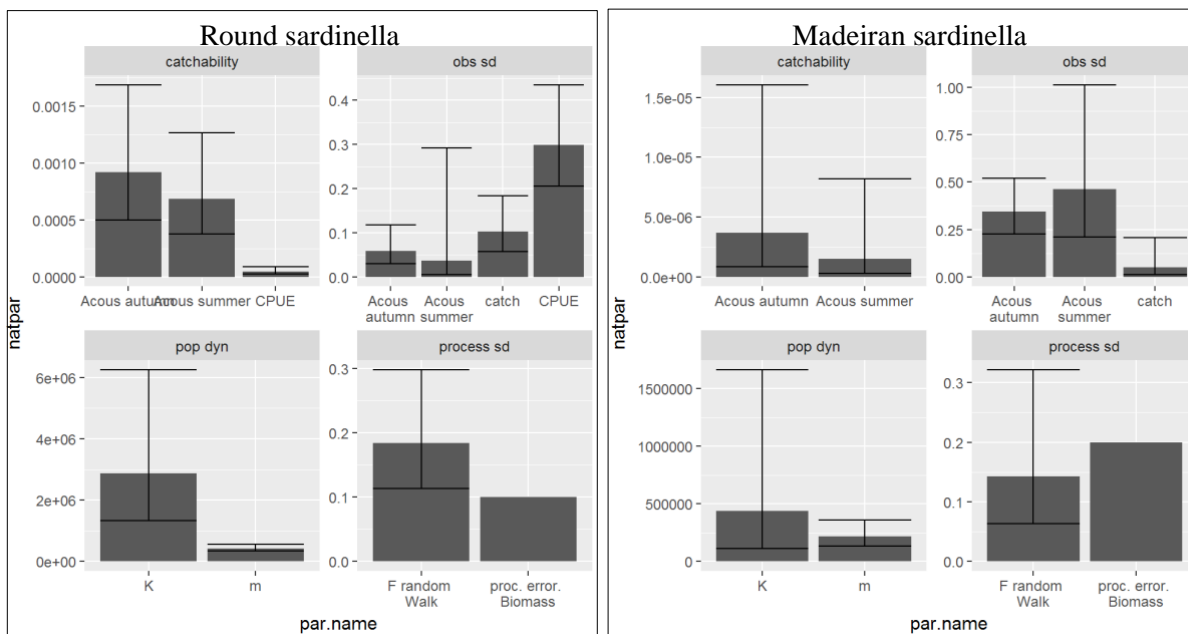 Round sardinella
catchability
obs sd
0.0015
0.0010
0.0005
0.0000
0.4
0.3
0.2
0.1
0.0
Acous autumn Acous summer CPUE
Acous autumn
Acous summer
catch
CPUE
natpar
pop dyn
process sd
6e+06
4e+06
2e+06
0e+00
0.3
0.2
0.1
0.0
K
m
F random
Walk
proc. error.
Biomass
par.name
Madeiran sardinella
catchability
obs sd
1.5e-05
1.0e-05
5.0e-06
0.0e+00
1.00
0.75
0.50
0.25
0.00
Acous autumn
Acous summer
Acous
autumn
Acous
summer
catch
natpar
pop dyn
process sd
1500000
1000000
500000
0
0.3
0.2
0.1
0.0
K
m
F random
Walk
proc. error.
Biomass
par.name